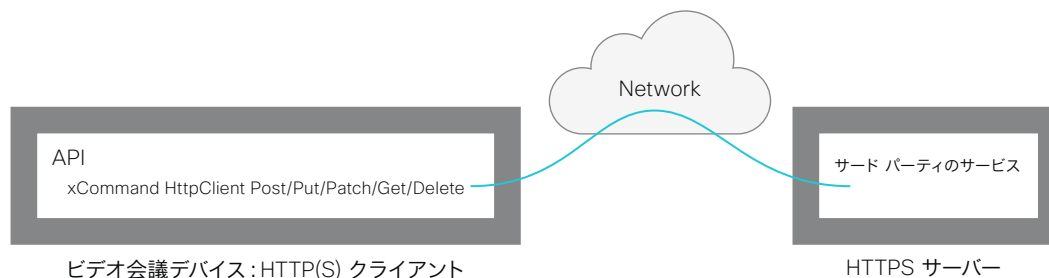 Network
API
xCommand HttpClient Post/Put/Patch/Get/Delete
サード パーティのサービス
ビデオ会議デバイス：HTTP(S) クライアント
HTTPS サーバー